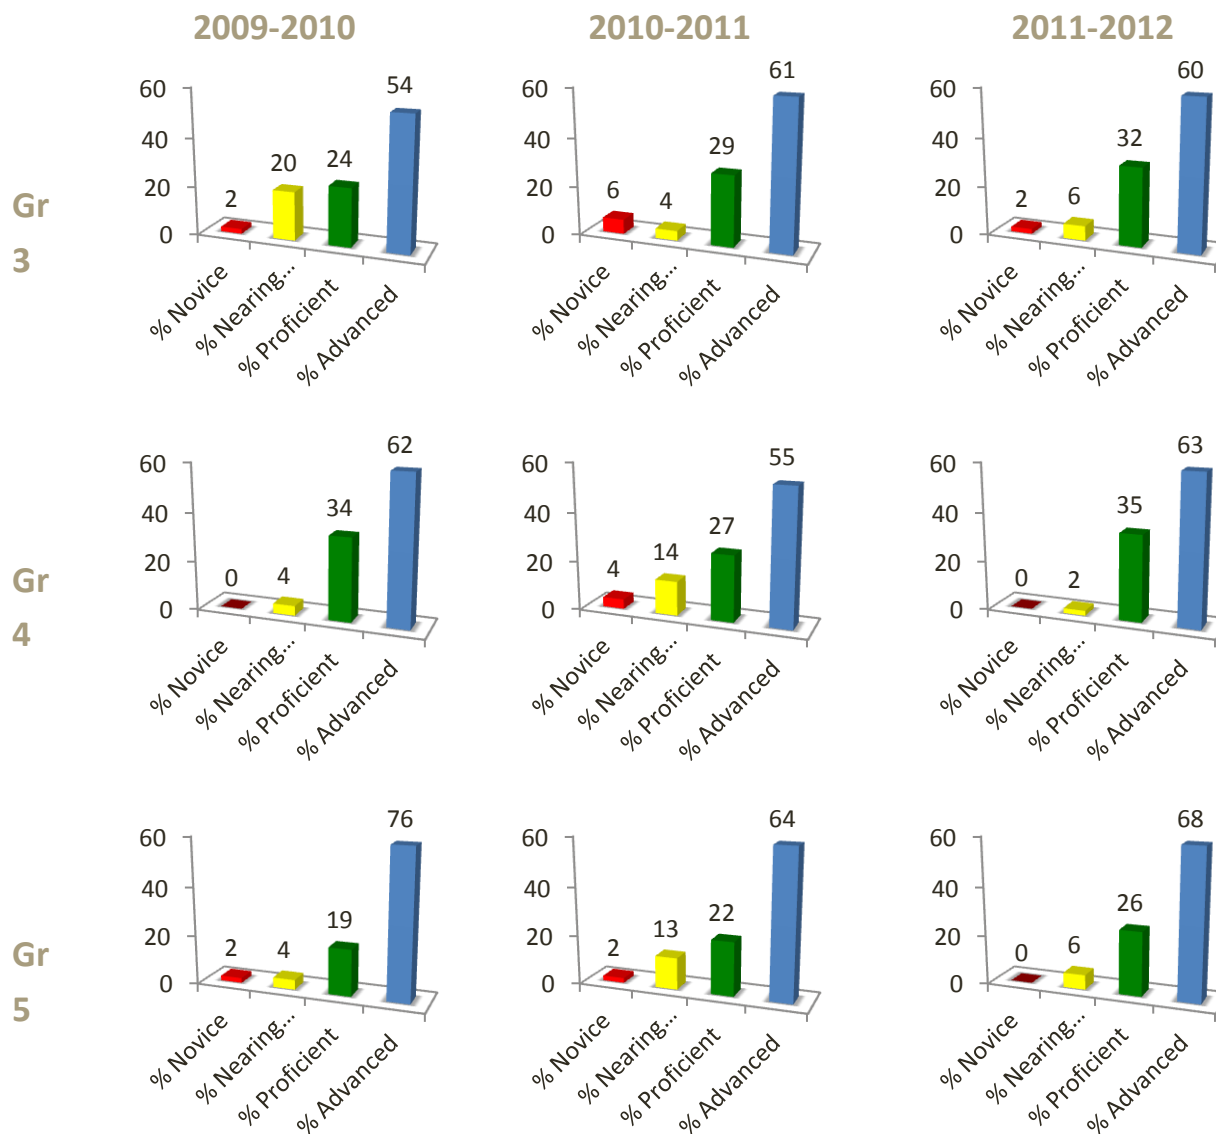 2009-2010 2010-2011 2011-2012
Gr
3
60
40
20
0
2
20
24
54
% Novice
% Nearing...
% Proficient
% Advanced
60
40
20
0
6
4
29
61
% Novice
% Nearing...
% Proficient
% Advanced
60
40
20
0
2
6
32
60
% Novice
% Nearing...
% Proficient
% Advanced
Gr
4
60
40
20
0
0
4
34
62
% Novice
% Nearing...
% Proficient
% Advanced
60
40
20
0
4
14
27
55
% Novice
% Nearing...
% Proficient
% Advanced
60
40
20
0
0
2
35
63
% Novice
% Nearing...
% Proficient
% Advanced
Gr
5
60
40
20
0
2
4
19
76
% Novice
% Nearing...
% Proficient
% Advanced
60
40
20
0
2
13
22
64
% Novice
% Nearing...
% Proficient
% Advanced
60
40
20
0
0
6
26
68
% Novice
% Nearing...
% Proficient
% Advanced